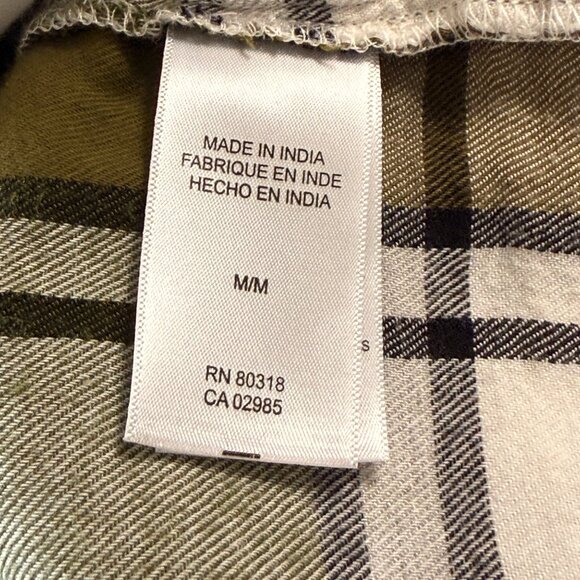 MADE IN INDIA
FABRIQUE EN INDE
HECHO EN INDIA
M/M
S
RN 80318
CA 02985